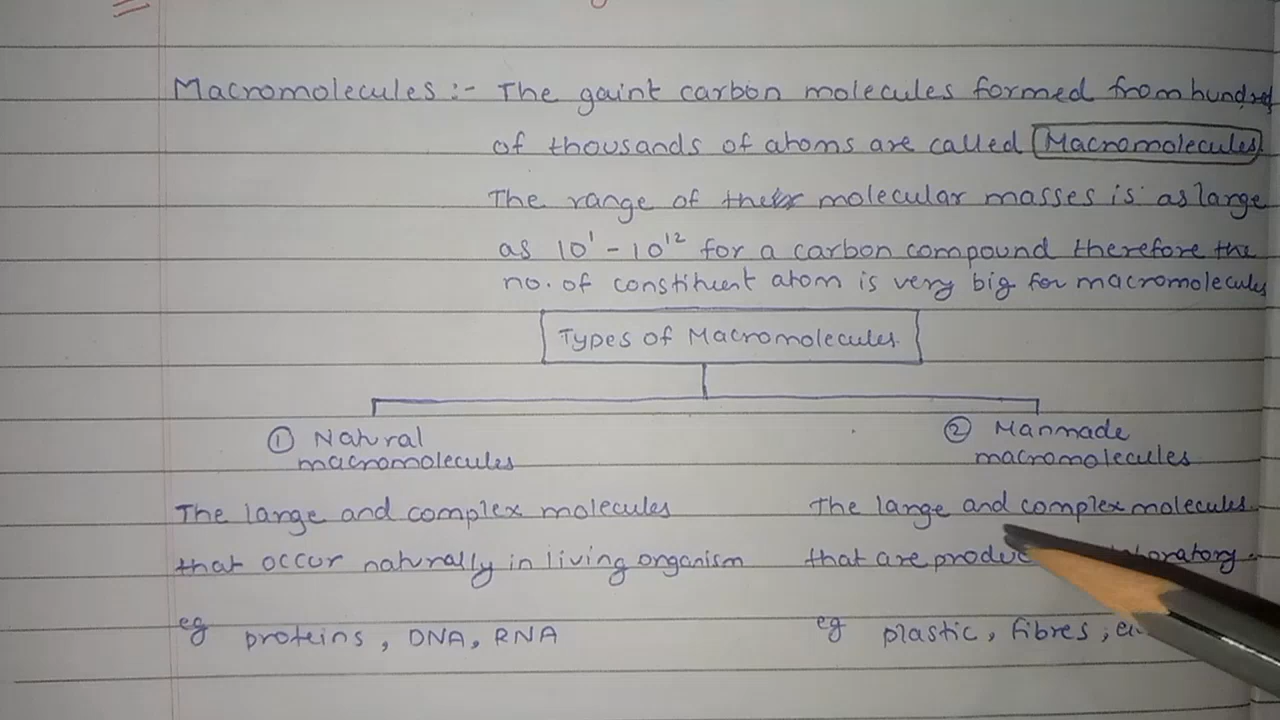 Macromolecules :- The gaint carbon molecules formed from hundred
of thousands of atoms are called Macromolecules.
The range of their molecular masses is as large
as 10¹ - 10¹² for a carbon compound therefore the
no. of constituent atom is very big for macromolecules
Types of Macromolecules.
① Natural
macromolecules
② Manmade
macromolecules
The large and complex molecules
that occur naturally in living organism
eg proteins, DNA, RNA
The large and complex molecules
that are laboratory.
eg plastic, fibres,